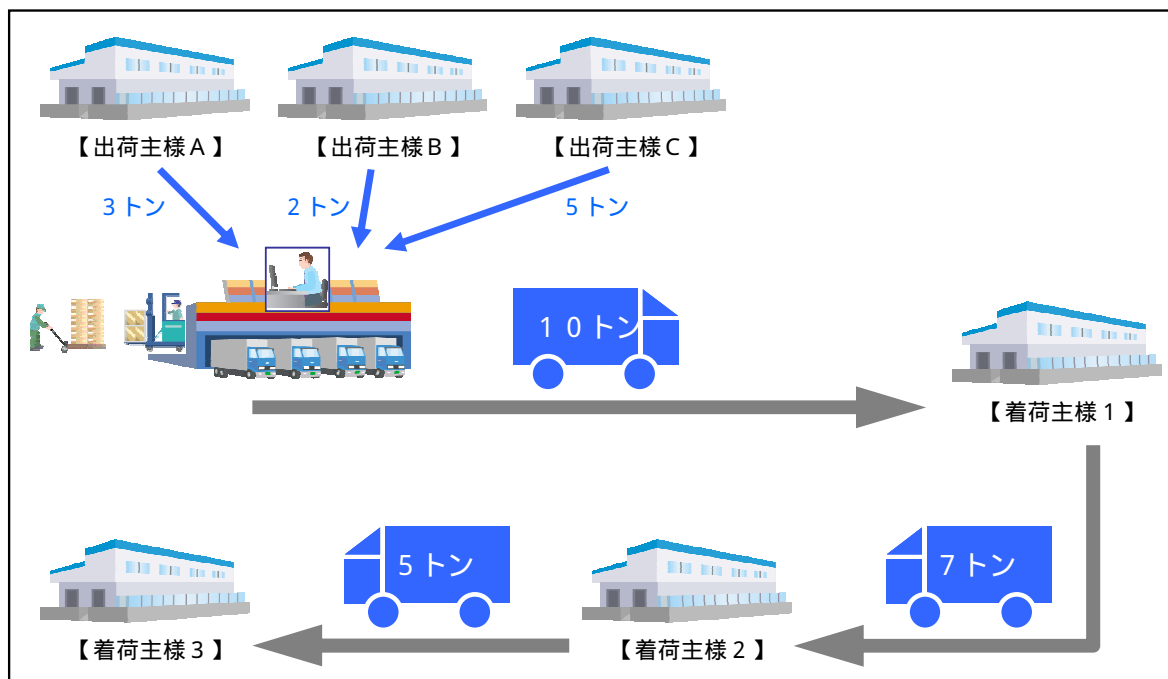 【出荷主様A】
【出荷主様B】
【出荷主様C】
3トン
2トン
5トン
10トン
【着荷主様1】
7トン
【着荷主様2】
5トン
【着荷主様3】